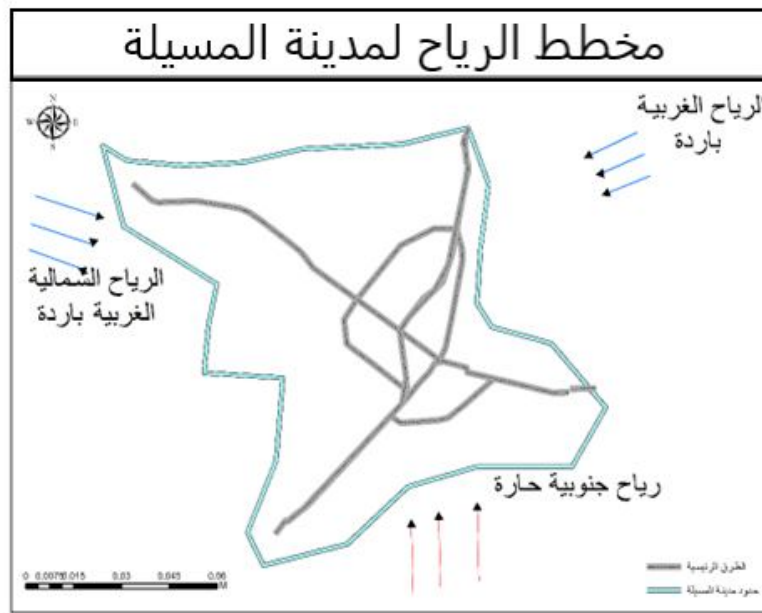 مخطط الرياح لمدينة المسيلة
الرياح الغربية
باردة
N
W
E
S
الرياح الشمالية
الغربية باردة
رياح جنوبية حارة
الطرق الرئيسية
حدود مدينة المسيلة
0 0.0075 0.015 0.03 0.045 0.06
M